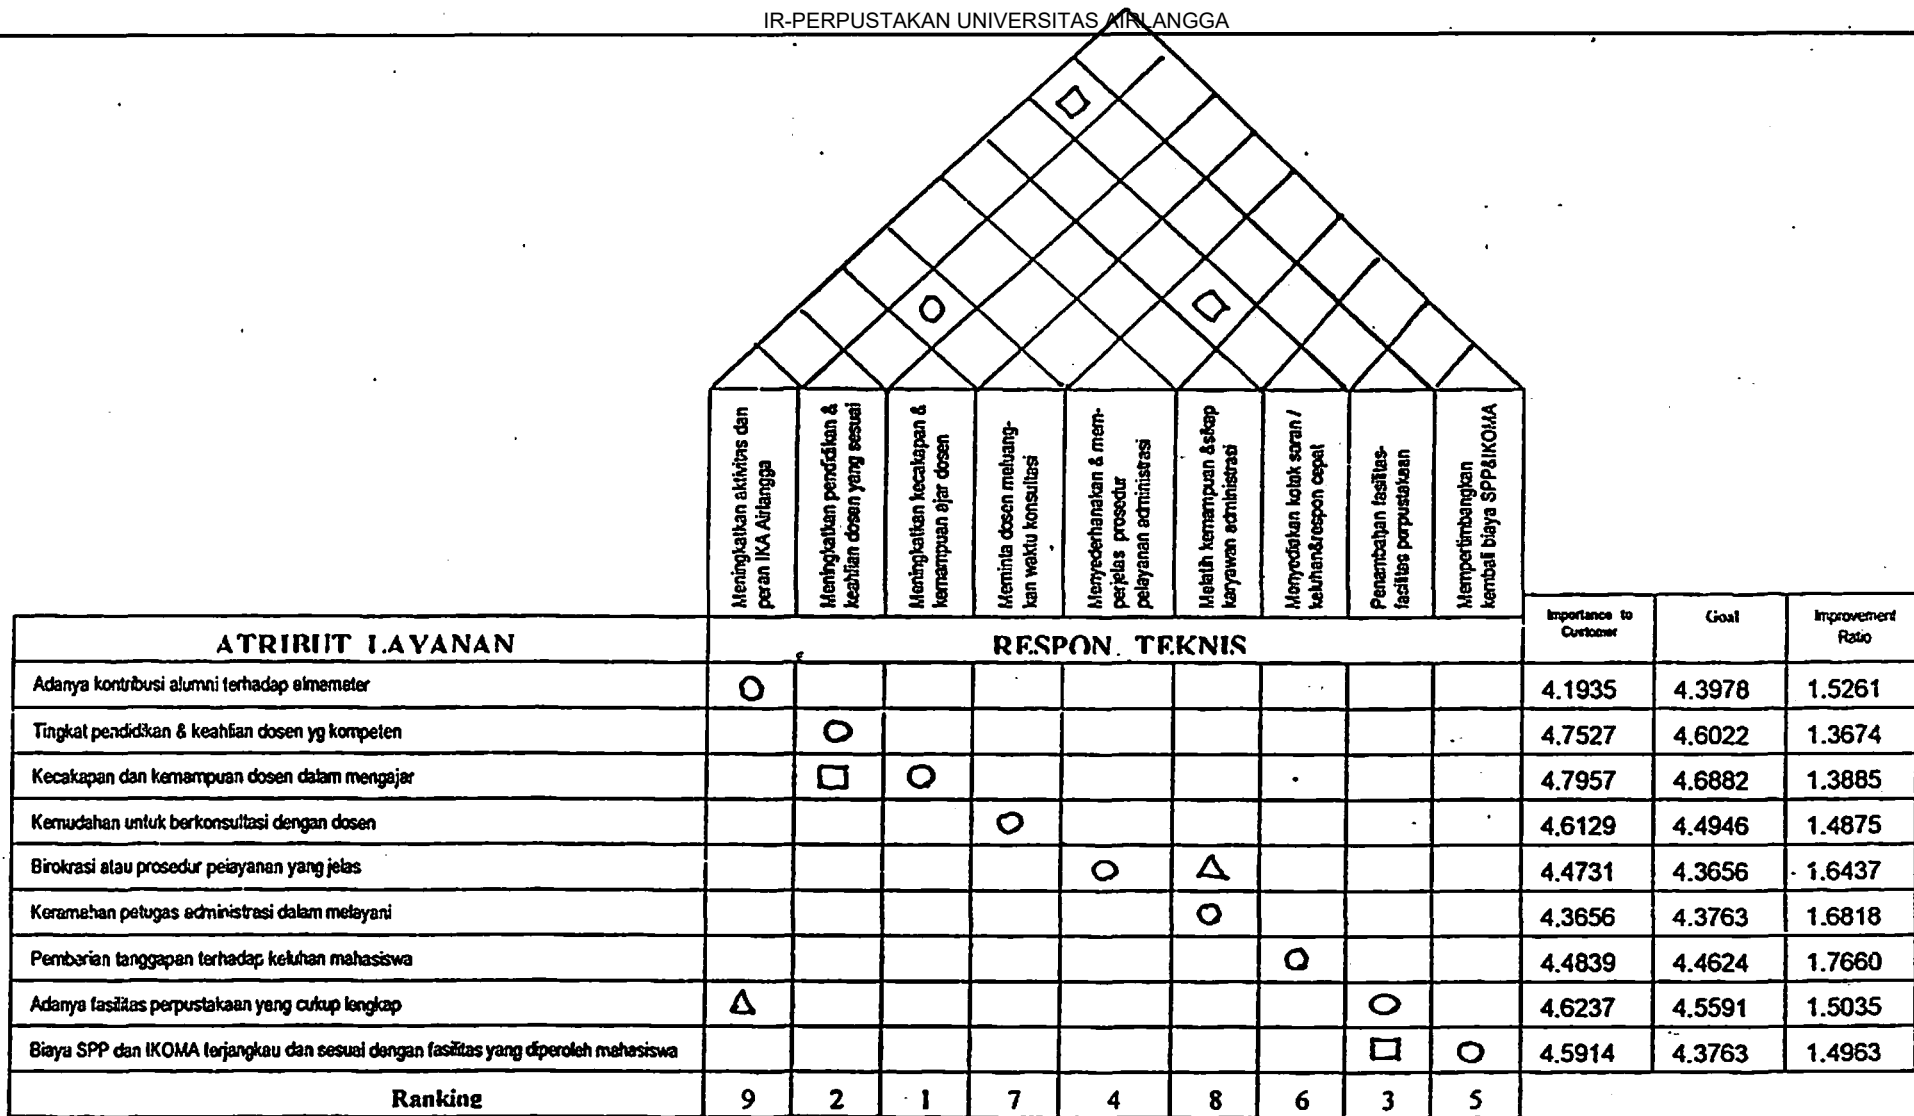 IR-PERPUSTAKAN UNIVERSITAS AIRLANGGA
Meningkatkan aktivitas dan
peran IKA Airlangga
Meningkatkan pendidikan &
keahlian dosen yang sesuai
Meningkatkan kecakapan &
kemampuan ajar dosen
Meminta dosen meluang-
kan waktu konsultasi
Menyederhanakan & mem-
perjelas prosedur
pelayanan administrasi
Melatih kemampuan &sikap
karyawan administrasi
Menyediakan kotak saran /
keluhan&respon cepat
Penambahan fasilitas-
fasilitas perpustakaan
Mempertimbangkan
kembali biaya SPP&IKOMA
ATRIBUT LAYANAN RESPON TEKNIS Importance to Customer Goal Improvement Ratio
Adanya kontribusi alumni terhadap almamater 4.1935 4.3978 1.5261
Tingkat pendidikan & keahlian dosen yg kompeten 4.7527 4.6022 1.3674
Kecakapan dan kemampuan dosen dalam mengajar 4.7957 4.6882 1.3885
Kemudahan untuk berkonsultasi dengan dosen 4.6129 4.4946 1.4875
Birokrasi atau prosedur pelayanan yang jelas 4.4731 4.3656 1.6437
Keramahan petugas administrasi dalam melayani 4.3656 4.3763 1.6818
Pemberian tanggapan terhadap keluhan mahasiswa 4.4839 4.4624 1.7660
Adanya fasilitas perpustakaan yang cukup lengkap 4.6237 4.5591 1.5035
Biaya SPP dan IKOMA terjangkau dan sesuai dengan fasilitas yang diperoleh mahasiswa 4.5914 4.3763 1.4963
Ranking 9 2 1 7 4 8 6 3 5